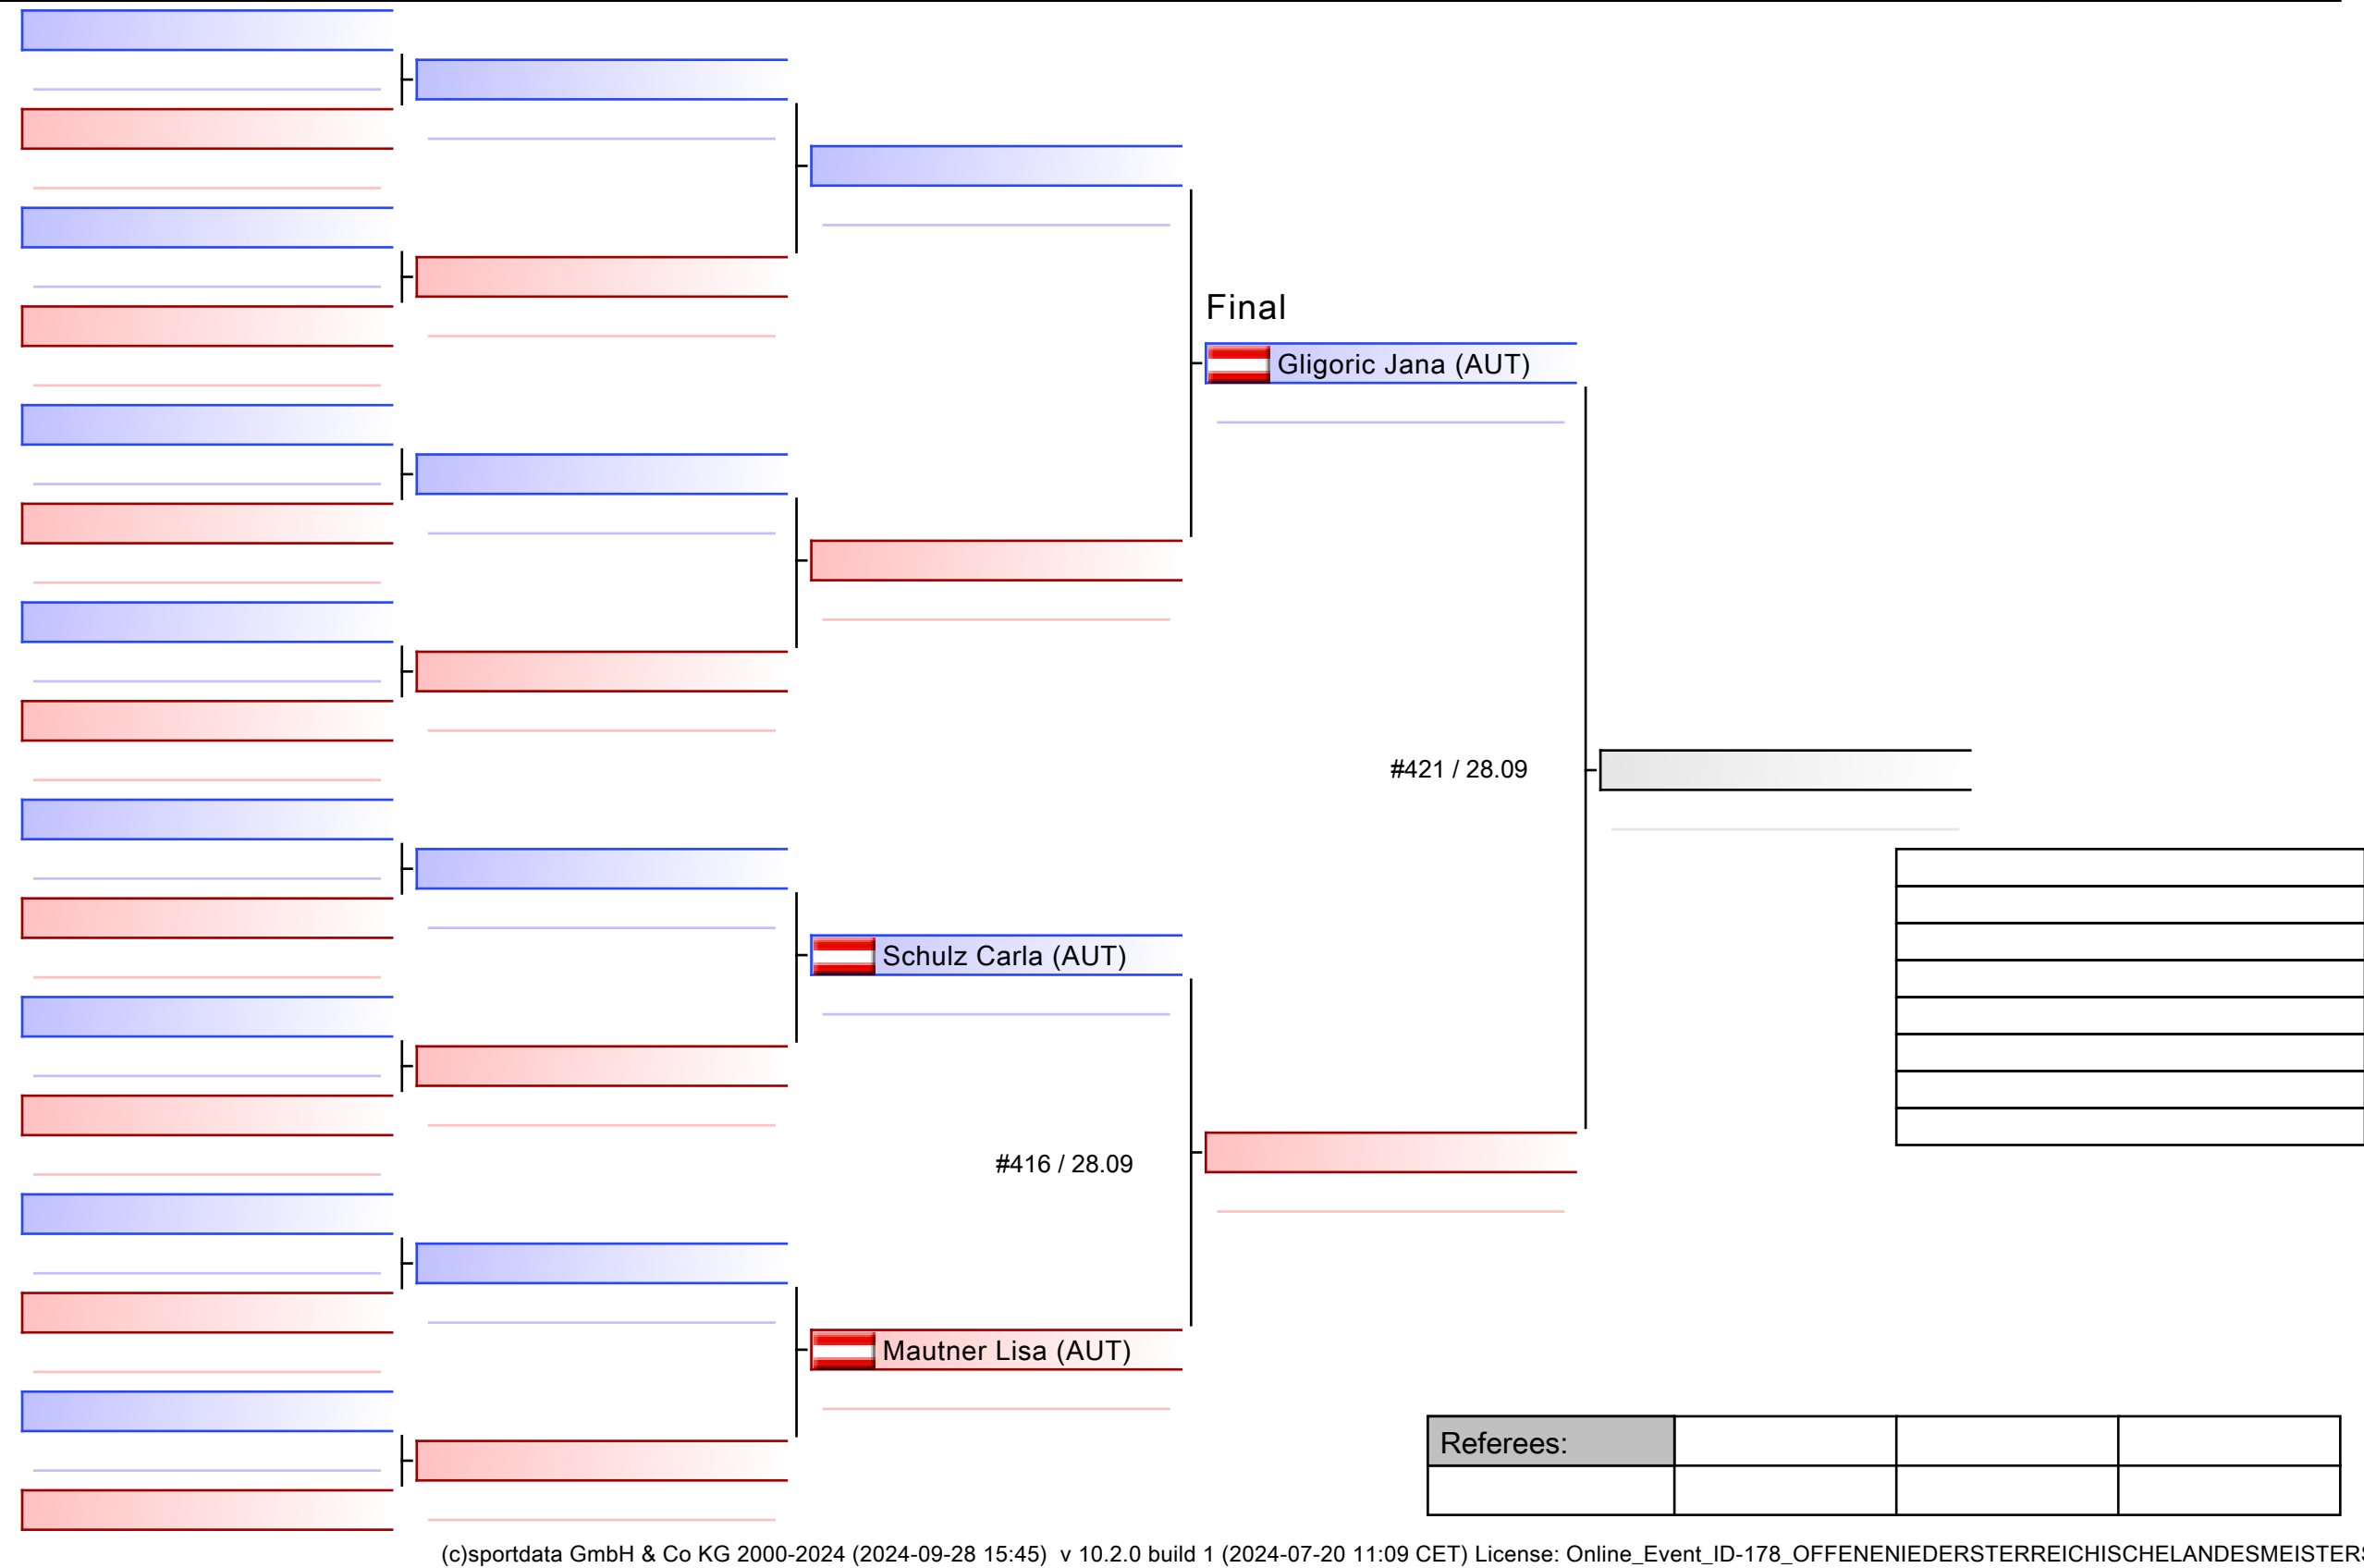 Final
Gligoric Jana (AUT)
#421 / 28.09
Schulz Carla (AUT)
#416 / 28.09
Mautner Lisa (AUT)
Referees:
(c)sportdata GmbH & Co KG 2000-2024 (2024-09-28 15:45) v 10.2.0 build 1 (2024-07-20 11:09 CET) License: Online_Event_ID-178_OFFENENIEDERSTERREICHISCHELANDESMEISTERS